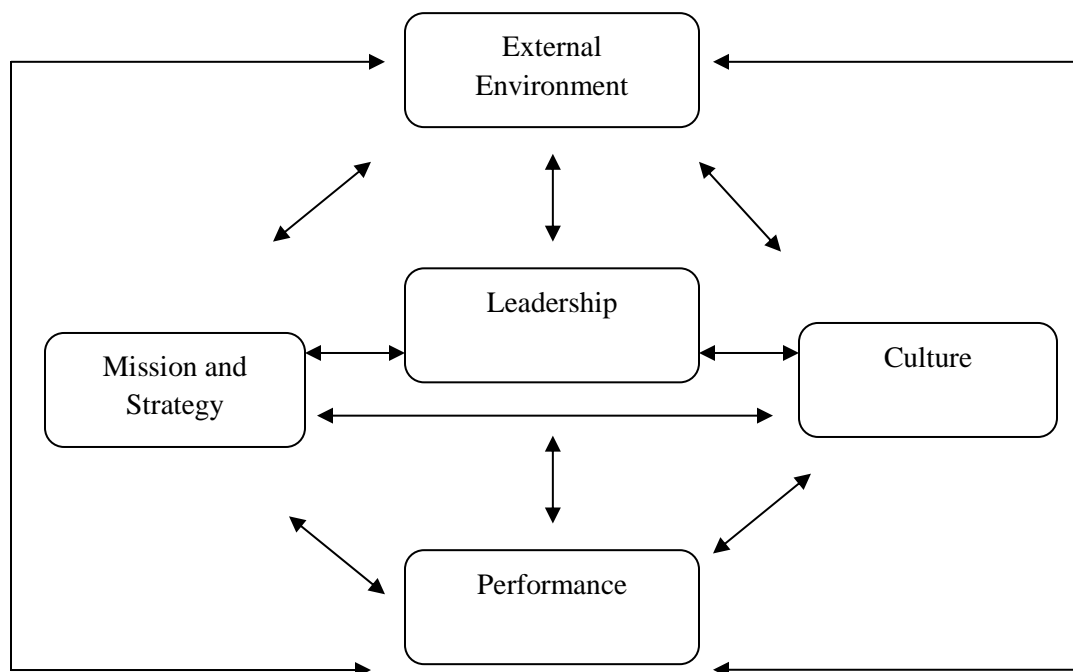 External
Environment
Leadership
Mission and
Strategy
Culture
Performance